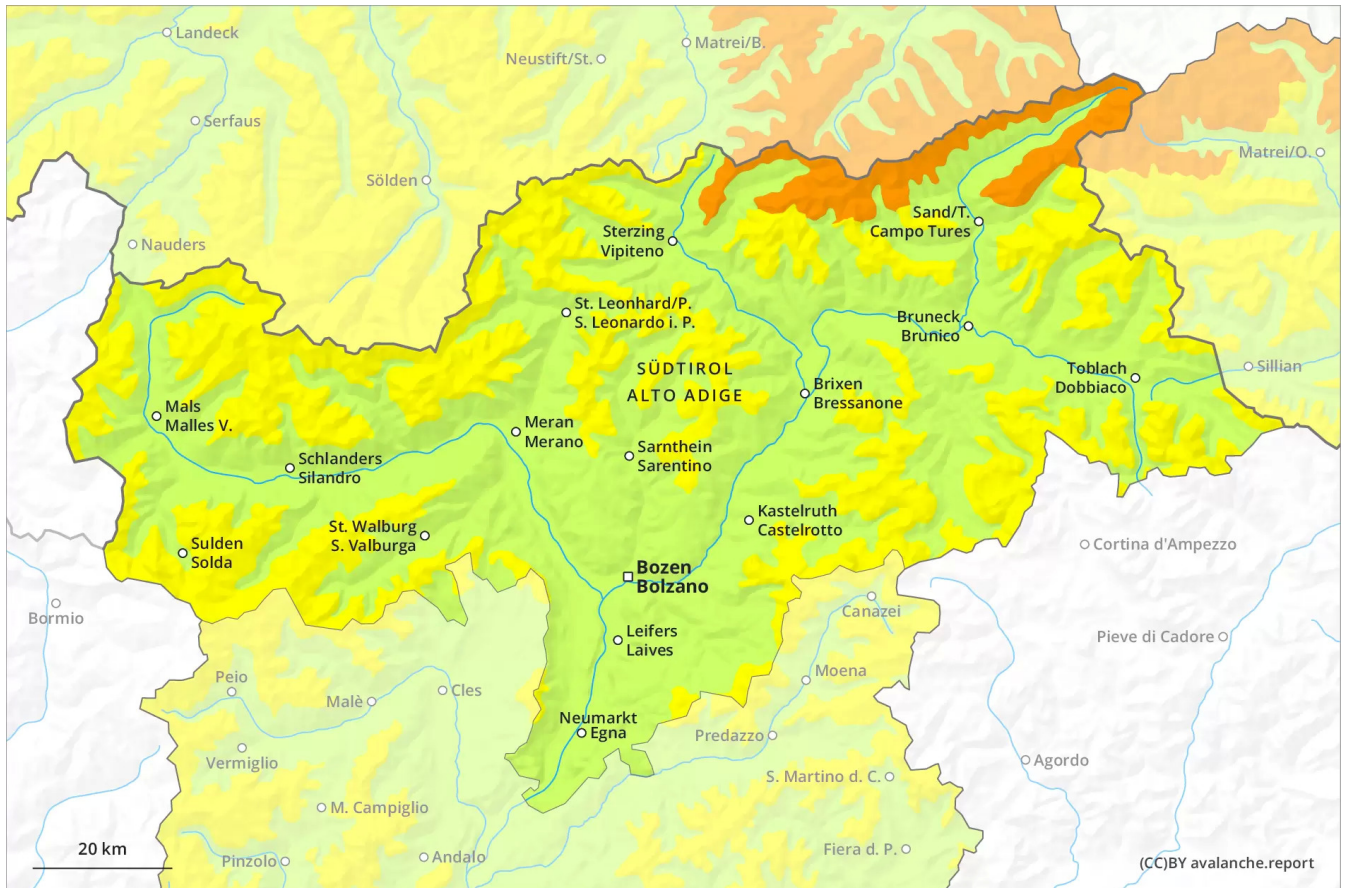 Landeck
Matrei/B.
Neustift/St.
Serfaus
Matrei/O.
Sölden
Sand/T.
Campo Tures
Nauders
Sterzing
Vipiteno
St. Leonhard/P.
S. Leonardo i. P.
Bruneck
Brunico
SÜDTIROL
ALTO ADIGE
Toblach
Dobbiaco
Sillian
Brixen
Bressanone
Mals
Malles V.
Meran
Merano
Sarnthein
Sarentino
Schlanders
Silandro
Kastelruth
Castelrotto
St. Walburg
S. Valburga
Sulden
Solda
Cortina d'Ampezzo
Bozen
Bolzano
Bormio
Canazei
Leifers
Laives
Pieve di Cadore
Peio
Moena
Malè
Cles
Neumarkt
Egna
Predazzo
Vermiglio
Agordo
S. Martino d. C.
M. Campiglio
20 km
Pinzolo
Andalo
Fiera d. P.
(CC)BY avalanche.report